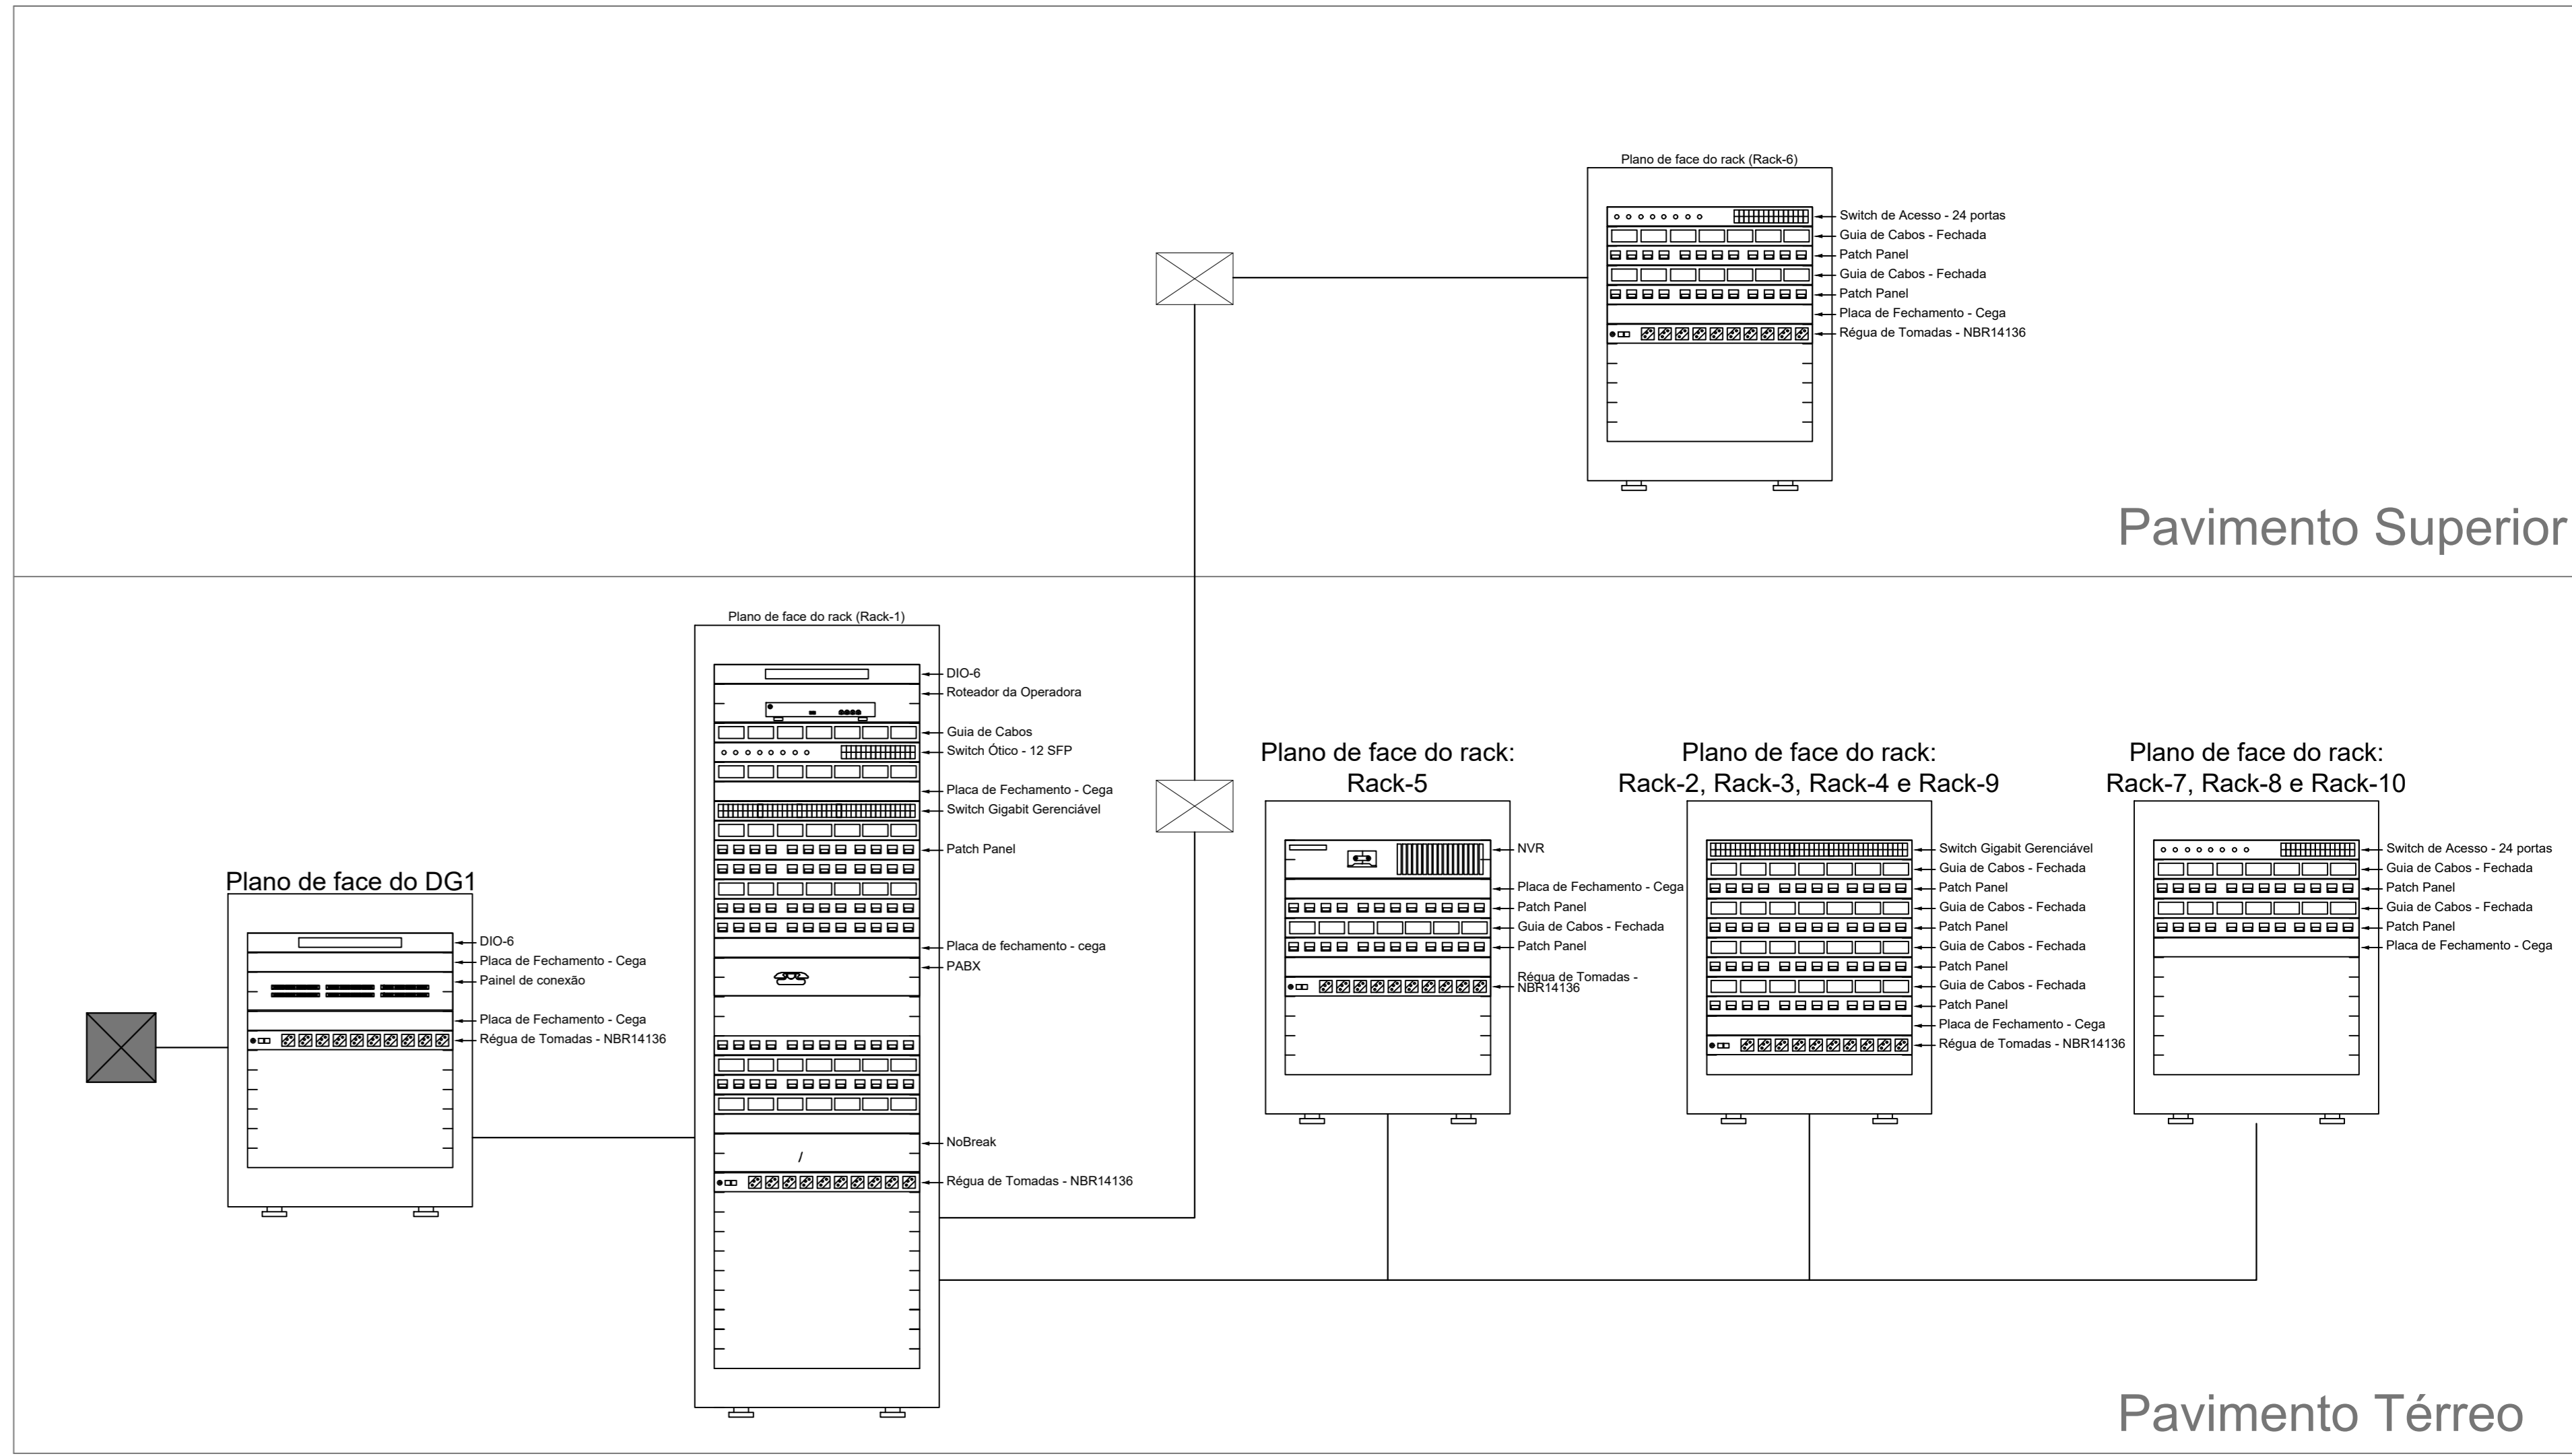 Plano de face do rack (Rack-6)
Switch de Acesso - 24 portas
Guia de Cabos - Fechada
Patch Panel
Guia de Cabos - Fechada
Patch Panel
Placa de Fechamento - Cega
Régua de Tomadas - NBR14136
Pavimento Superior
Plano de face do DG1
DIO-6
Placa de Fechamento - Cega
Painel de conexão
Placa de Fechamento - Cega
Régua de Tomadas - NBR14136
Plano de face do rack (Rack-1)
DIO-6
Roteador da Operadora
Guia de Cabos
Switch Ótico - 12 SFP
Placa de Fechamento - Cega
Switch Gigabit Gerenciável
Patch Panel
Placa de fechamento - cega
PABX
NoBreak
Régua de Tomadas - NBR14136
Plano de face do rack:
Rack-5
NVR
Placa de Fechamento - Cega
Patch Panel
Guia de Cabos - Fechada
Patch Panel
Régua de Tomadas -
NBR14136
Plano de face do rack:
Rack-2, Rack-3, Rack-4 e Rack-9
Switch Gigabit Gerenciável
Guia de Cabos - Fechada
Patch Panel
Guia de Cabos - Fechada
Patch Panel
Guia de Cabos - Fechada
Patch Panel
Guia de Cabos - Fechada
Patch Panel
Placa de Fechamento - Cega
Régua de Tomadas - NBR14136
Plano de face do rack:
Rack-7, Rack-8 e Rack-10
Switch de Acesso - 24 portas
Guia de Cabos - Fechada
Patch Panel
Guia de Cabos - Fechada
Patch Panel
Placa de Fechamento - Cega
Pavimento Térreo